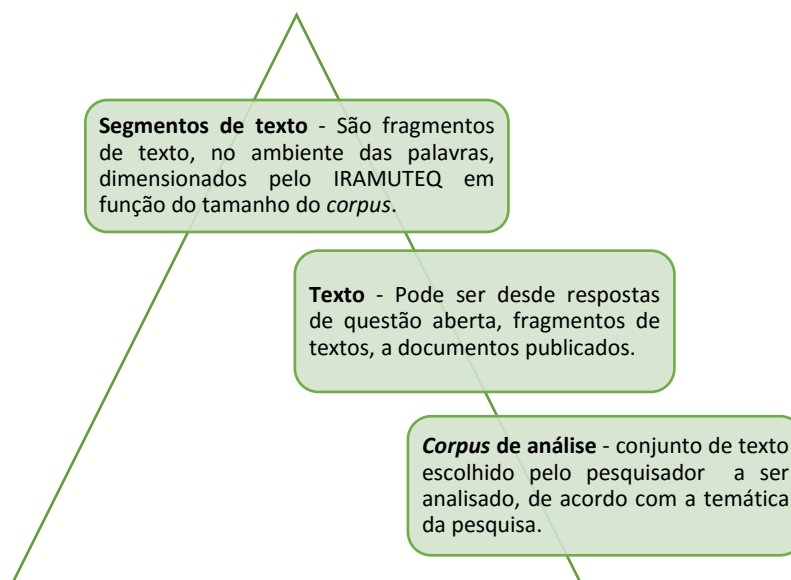 Segmentos de texto - São fragmentos
de texto, no ambiente das palavras,
dimensionados pelo IRAMUTEQ em
função do tamanho do corpus.
Texto - Pode ser desde respostas
de questão aberta, fragmentos de
textos, a documentos publicados.
Corpus de análise - conjunto de texto
escolhido pelo pesquisador a ser
analisado, de acordo com a temática
da pesquisa.